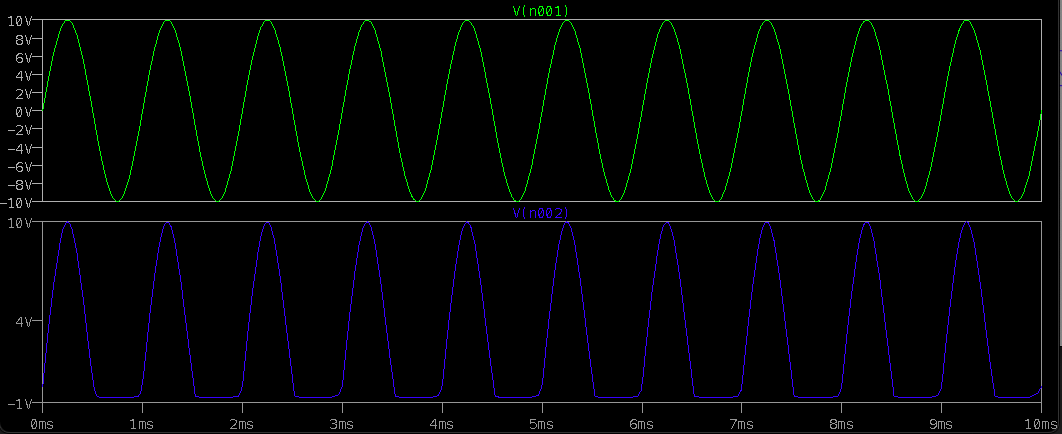 V(n001)
10V
8V
6V
4V
2V
0V
-2V
-4V
-6V
-8V
-10V
V(n002)
10V
4V
-1V
0ms 1ms 2ms 3ms 4ms 5ms 6ms 7ms 8ms 9ms 10ms